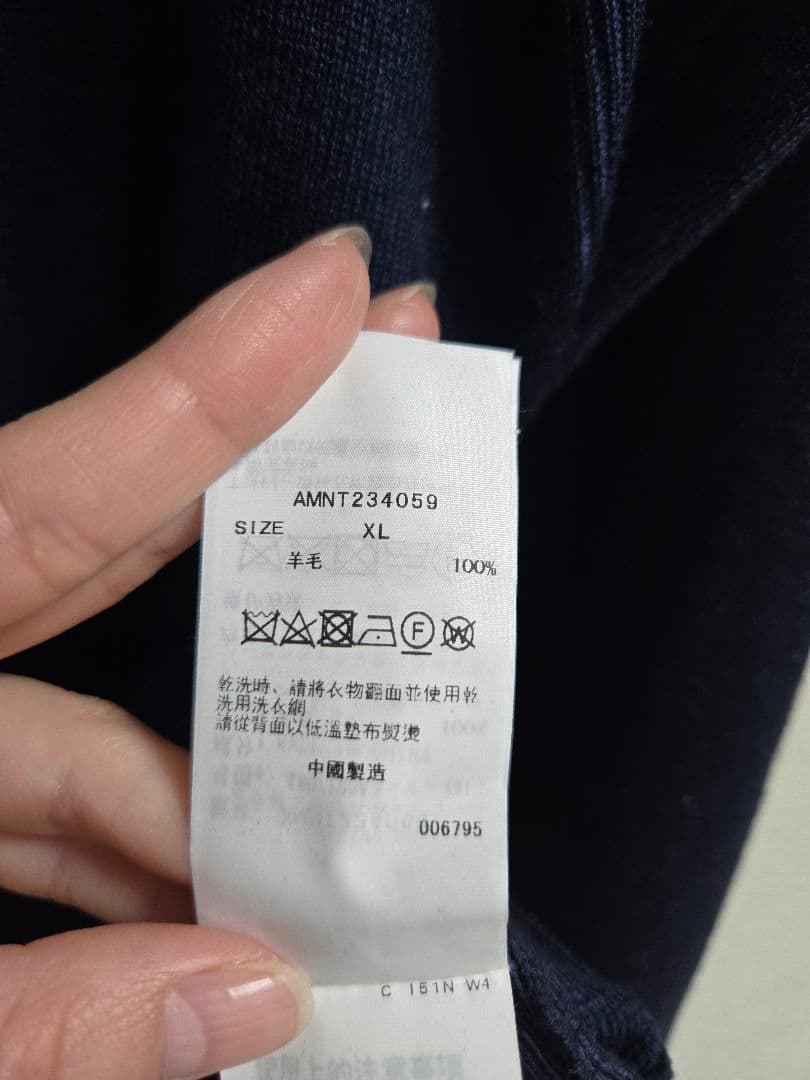 AMNT234059
SIZE XL
羊毛 100%
F W
乾洗時、請將衣物翻面並使用乾
洗用洗衣網
請從背面以低溫墊布熨燙
中國製造
006795
C 151N W4